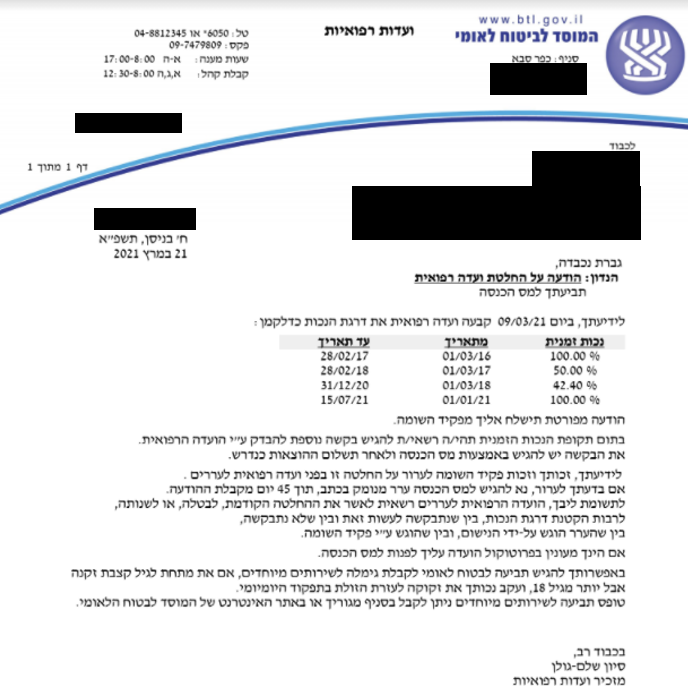 www.btl.gov.il
המוסד לביטוח לאומי
סניף: כפר סבא
ועדות רפואיות
טל: 6050* או 04-8812345
פקס: 09-7479809
שעות מענה: א-ה 17:00-8:00
קבלת קהל: א,ג,ה 12:30-8:00
לכבוד
דף 1 מתוך 1
ח׳ בניסן, תשפ״א
21 במרץ 2021
גברת נכבדה,
הנדון: הודעה על החלטת ועדה רפואית
תביעתך למס הכנסה
לידיעתך, ביום 09/03/21 קבעה ועדה רפואית את דרגת הנכות כדלקמן:
נכות זמנית מתאריך עד תאריך
100.00 % 01/03/16 28/02/17
50.00 % 01/03/17 28/02/18
42.40 % 01/03/18 31/12/20
100.00 % 01/01/21 15/07/21
הודעה מפורטת תישלח אליך מפקיד השומה.
בתום תקופת הנכות הזמנית תהי/ה רשאי/ת להגיש בקשה נוספת להבדק ע״י הועדה הרפואית.
את הבקשה יש להגיש באמצעות מס הכנסה ולאחר תשלום ההוצאות כנדרש.
לידיעתך, זכותך וזכות פקיד השומה לערור על החלטה זו בפני ועדה רפואית לעררים .
אם בדעתך לערור, נא להגיש למס הכנסה ערר מנומק בכתב, תוך 45 יום מקבלת ההודעה.
לתשומת ליבך, הועדה הרפואית לעררים רשאית לאשר את ההחלטה הקודמת, לבטלה, או לשנותה,
לרבות הקטנת דרגת הנכות, בין שנתבקשה לעשות זאת ובין שלא נתבקשה,
בין שהערר הוגש על-ידי הנישום, ובין שהוגש ע״י פקיד השומה.
אם הינך מעונין בפרוטוקול הועדה עליך לפנות למס הכנסה.
באפשרותך להגיש תביעה לבטוח לאומי לקבלת גימלה לשירותים מיוחדים, אם את מתחת לגיל קצבת זקנה
אבל יותר מגיל 18, ועקב נכותך את זקוקה לעזרת הזולת בתפקוד היומיומי.
טופס תביעה לשירותים מיוחדים ניתן לקבל בסניף מגוריך או באתר האינטרנט של המוסד לבטוח הלאומי.
בכבוד רב,
סיון שלם-גולן
מזכיר ועדות רפואיות